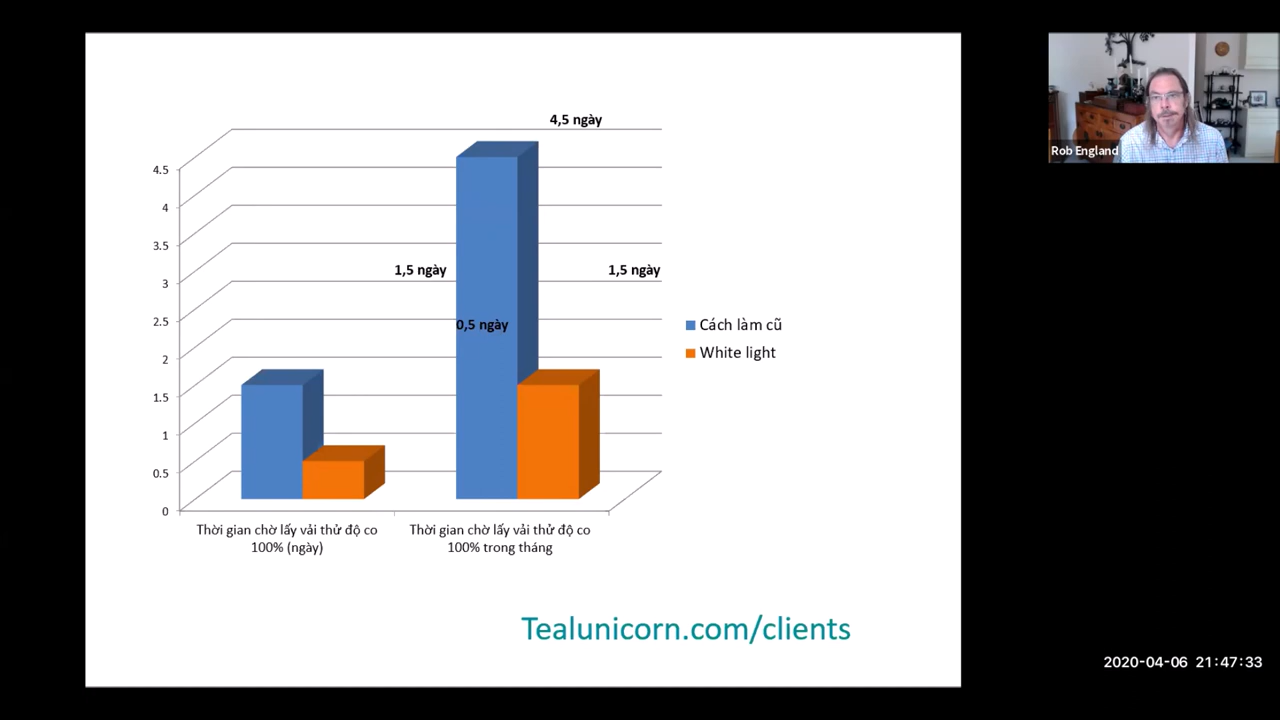 4,5 ngày
4.5
4
3.5
3
2.5
2
1.5
1
0.5
0
1,5 ngày
1,5 ngày
0,5 ngày
Cách làm cũ
White light
Thời gian chờ lấy vải thử độ co
100% (ngày)
Thời gian chờ lấy vải thử độ co
100% trong tháng
Tealunicorn.com/clients
Rob England
2020-04-06 21:47:33